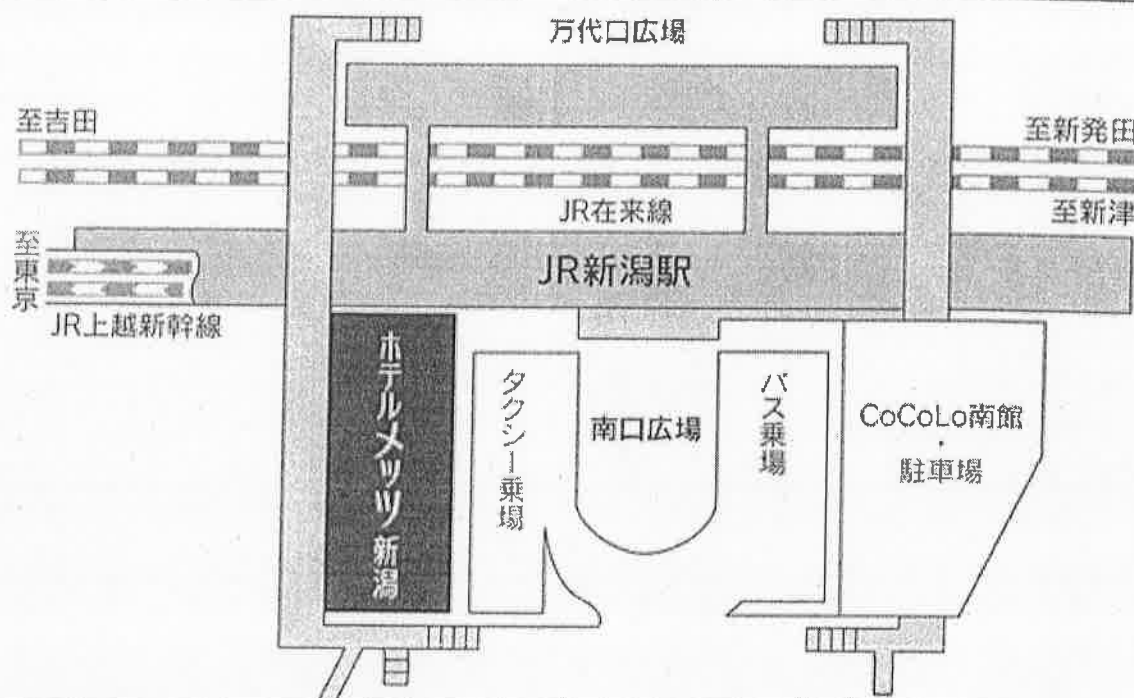 万代口広場
至吉田
至新発田
JR在来線
至新津
至東京
JR新潟駅
JR上越新幹線
ホテルメッツ 新潟
タクシー乗場
南口広場
バス乗場
CoCoLo南館
・
駐車場